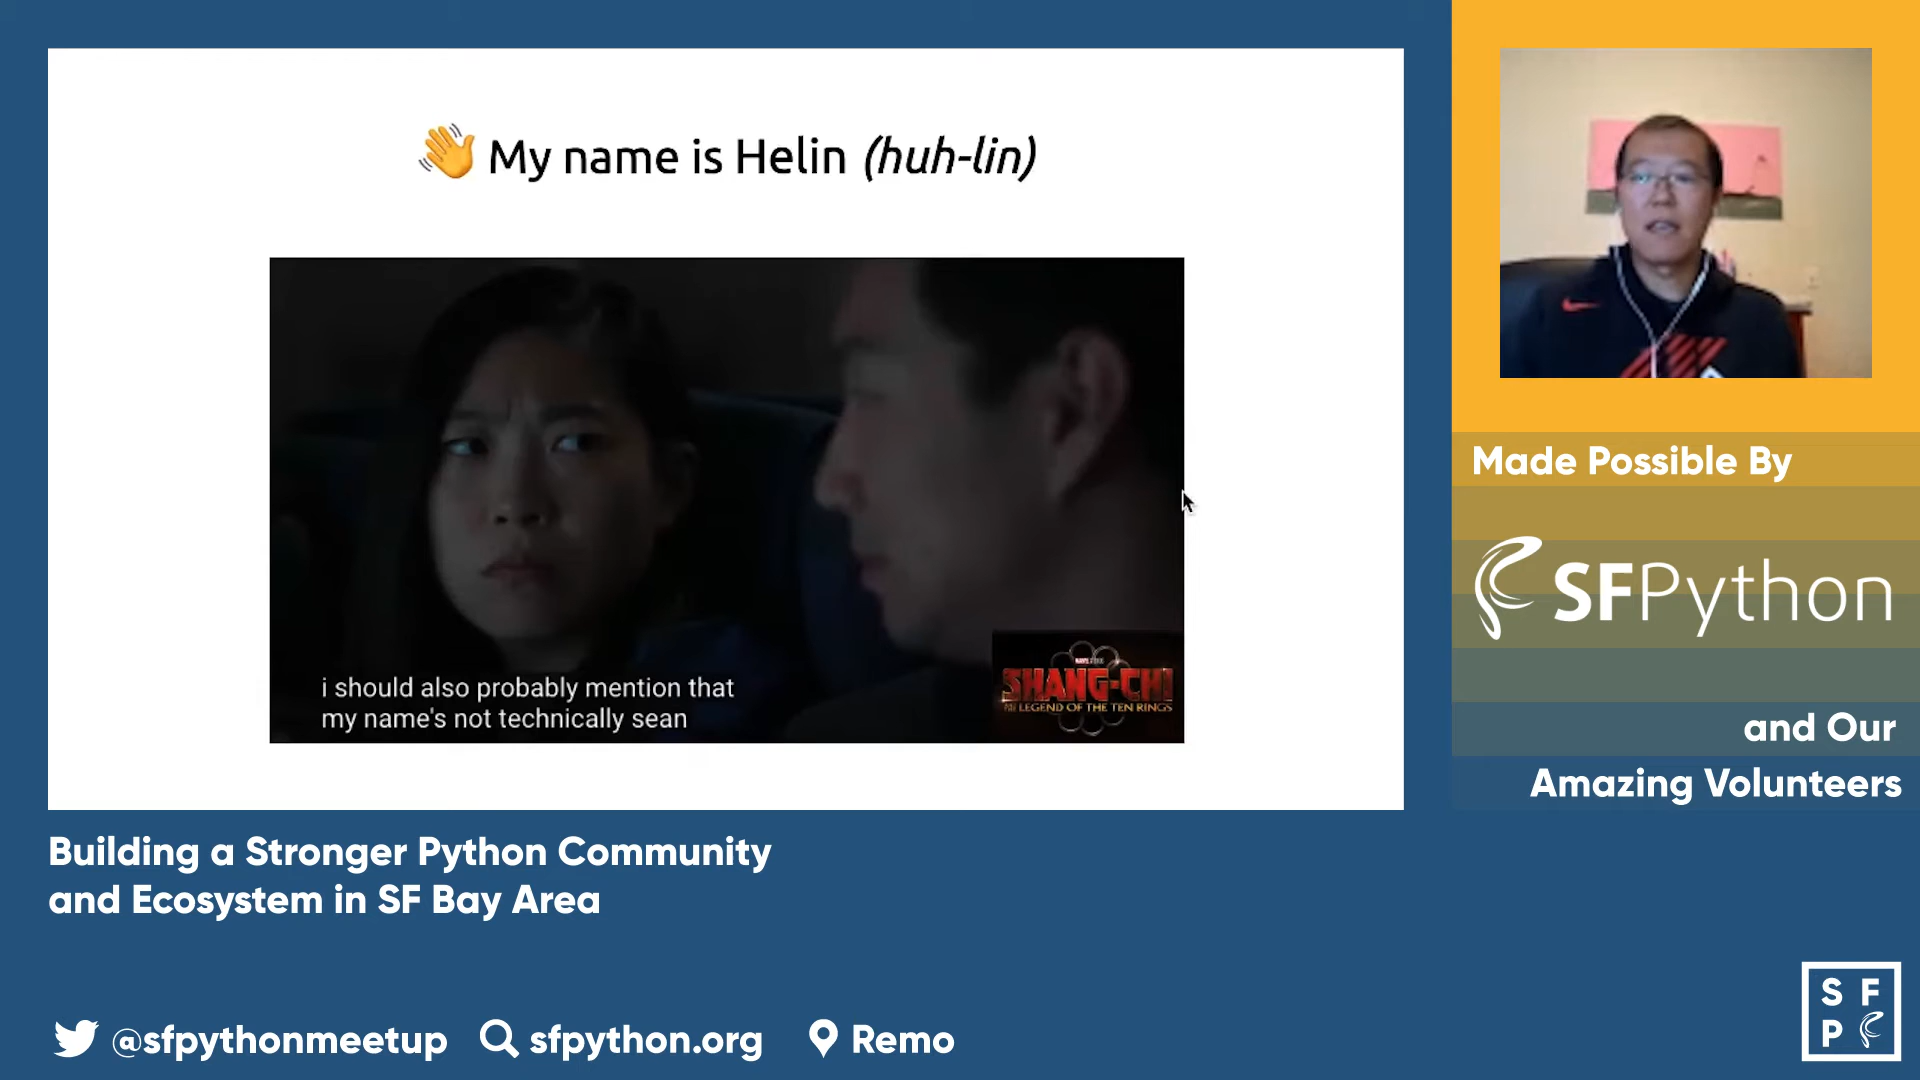 My name is Helin (huh-lin)
i should also probably mention that
my name's not technically sean
SHANG-CHI
LEGEND OF THE TEN RINGS
Made Possible By
SFPython
and Our
Amazing Volunteers
Building a Stronger Python Community
and Ecosystem in SF Bay Area
@sfpythonmeetup sfpython.org Remo
S F
P